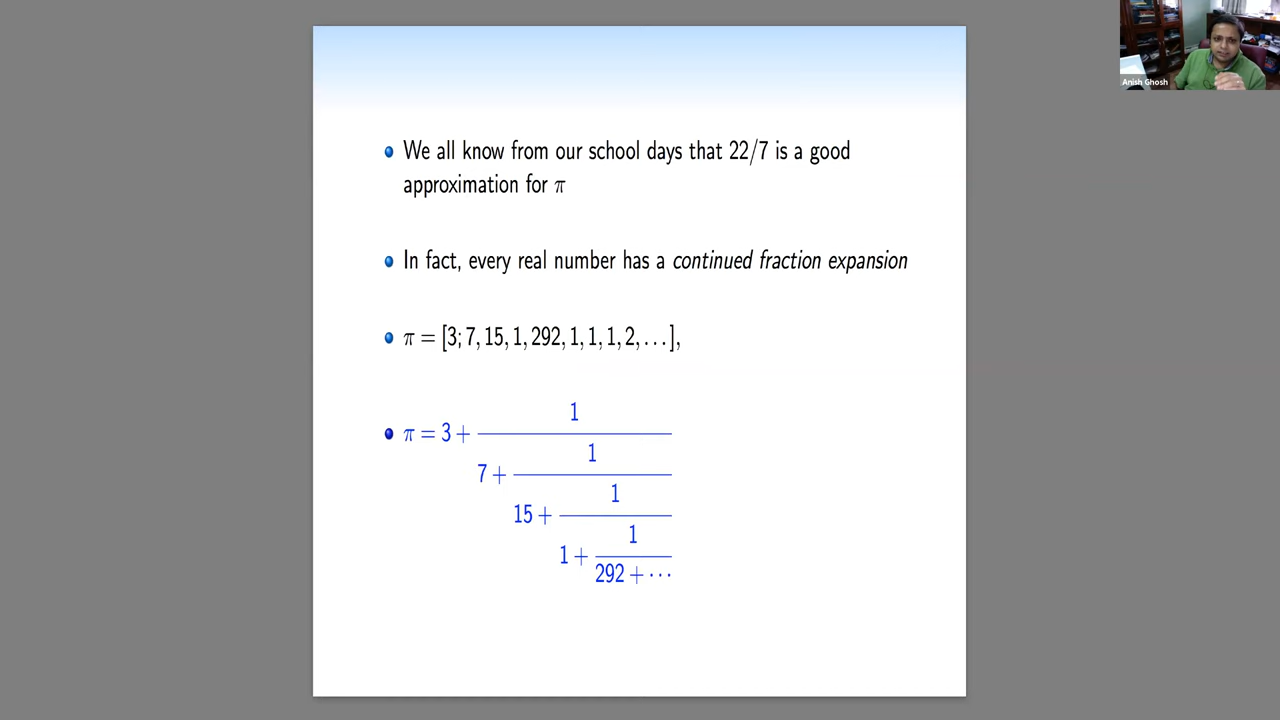 Anish Ghosh
We all know from our school days that 22/7 is a good
approximation for π
In fact, every real number has a continued fraction expansion
π = [3; 7, 15, 1, 292, 1, 1, 1, 2, . . . ],
1
π = 3 +
1
7 +
1
15 +
1
1 +
292 + · · ·